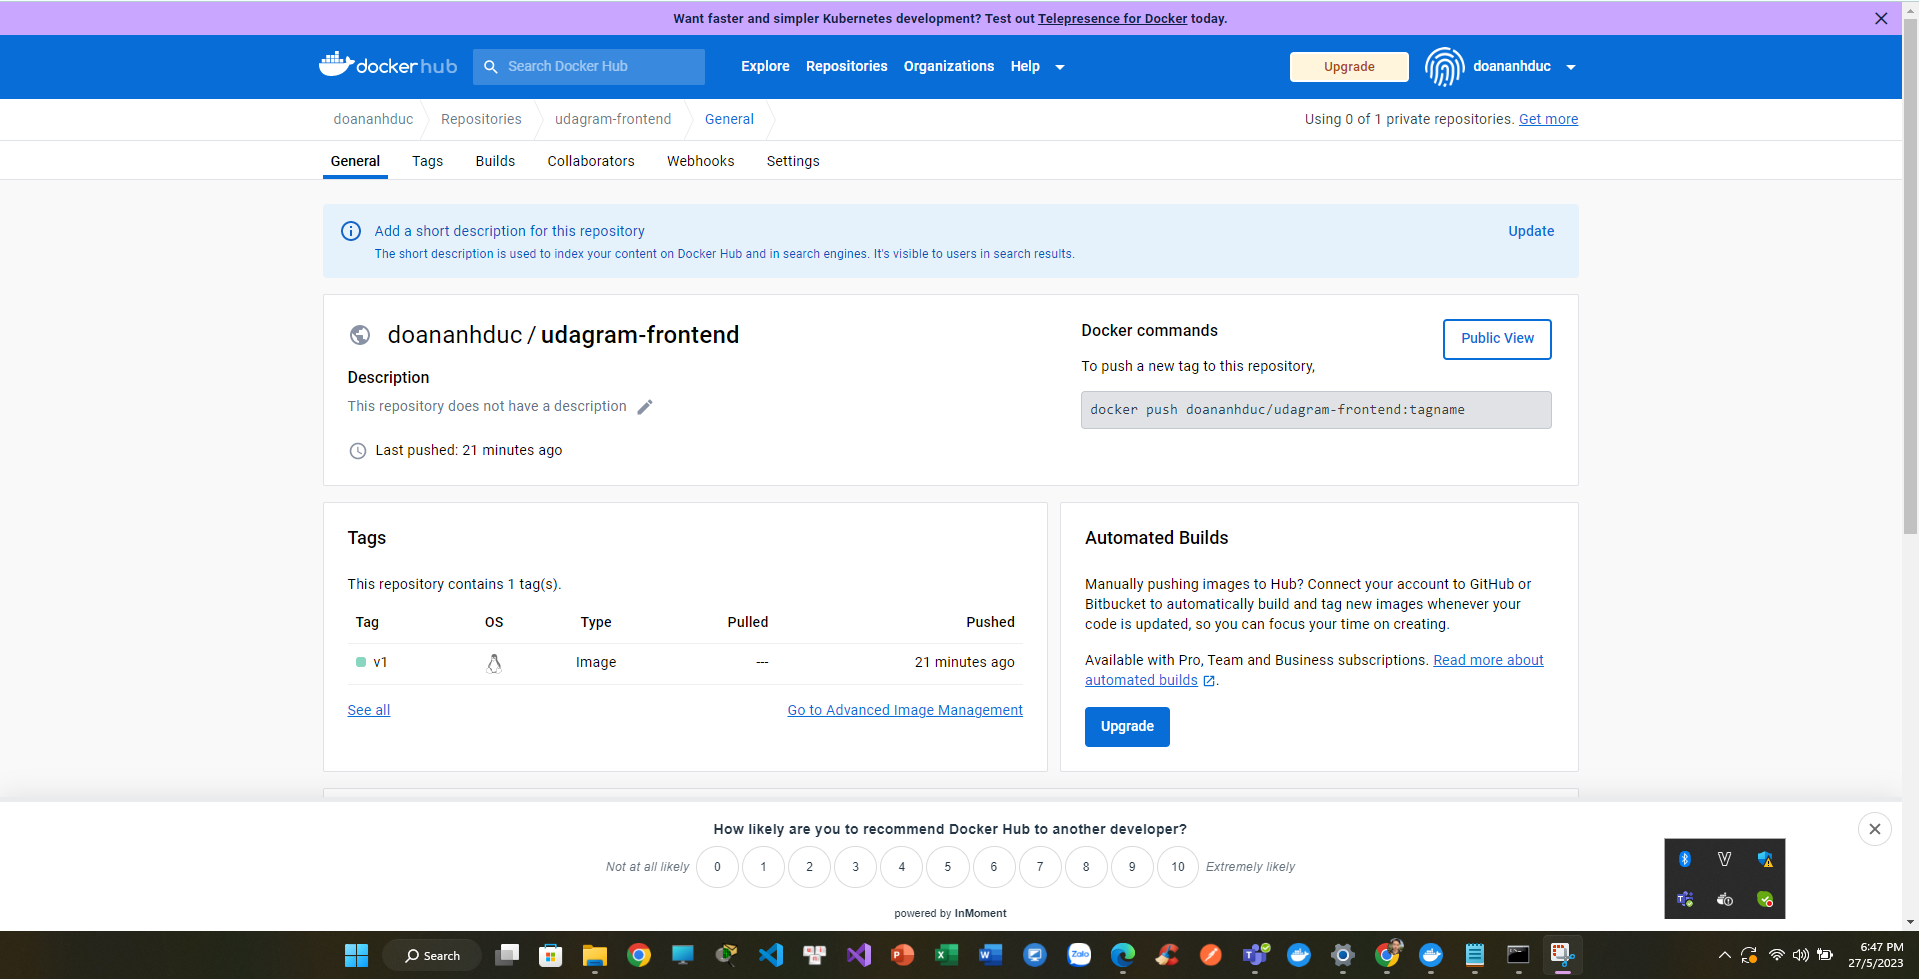 Want faster and simpler Kubernetes development? Test out Telepresence for Docker today.
docker hub
Search Docker Hub
Explore
Repositories
Organizations
Help
Upgrade
doananhduc
doananhduc
Repositories
udagram-frontend
General
Using 0 of 1 private repositories. Get more
General
Tags
Builds
Collaborators
Webhooks
Settings
Add a short description for this repository
Update
The short description is used to index your content on Docker Hub and in search engines. It's visible to users in search results.
doananhduc / udagram-frontend
Description
This repository does not have a description
Last pushed: 21 minutes ago
Docker commands
Public View
To push a new tag to this repository,
docker push doananhduc/udagram-frontend:tagname
Tags
This repository contains 1 tag(s).
Tag OS Type Pulled Pushed
v1 Image --- 21 minutes ago
See all
Go to Advanced Image Management
Automated Builds
Manually pushing images to Hub? Connect your account to GitHub or
Bitbucket to automatically build and tag new images whenever your
code is updated, so you can focus your time on creating.
Available with Pro, Team and Business subscriptions. Read more about
automated builds .
Upgrade
How likely are you to recommend Docker Hub to another developer?
Not at all likely 0 1 2 3 4 5 6 7 8 9 10 Extremely likely
powered by InMoment
Search
Zalo
6:47 PM
27/5/2023